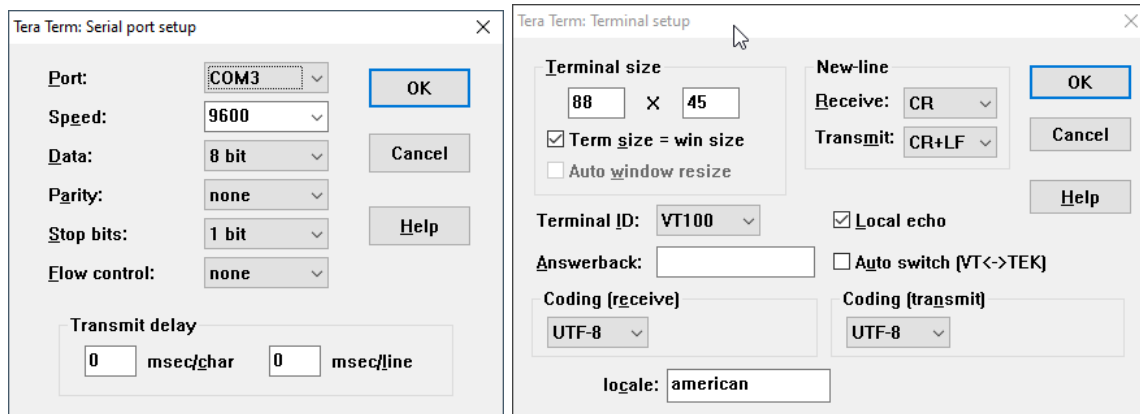 Tera Term: Serial port setup
Port: COM3
OK
Speed: 9600
Data: 8 bit
Cancel
Parity: none
Stop bits: 1 bit
Help
Flow control: none
Transmit delay
0 msec/char 0 msec/line
Tera Term: Terminal setup
Terminal size
88 X 45
Term size = win size
Auto window resize
New-line
Receive: CR
Transmit: CR+LF
OK
Cancel
Help
Terminal ID: VT100
Local echo
Answerback:
Auto switch (VT<->TEK)
Coding (receive)
UTF-8
Coding (transmit)
UTF-8
locale: american